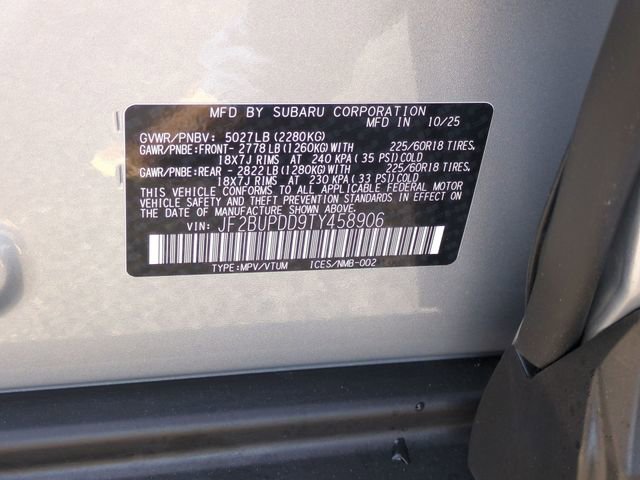 MFD BY SUBARU CORPORATION
GVWR/PNBV: 5027LB(2280KG) MFD IN 10/25
GAWR/PNBE:FRONT- 2778LB(1260KG)WITH 225/60R18 TIRES,
18X7J RIMS AT 240 KPA(35 PSI)COLD
GAWR/PNBE:REAR - 2822LB(1280KG)WITH 225/60R18 TIRES,
18X7J RIMS AT 230 KPA(33 PSI)COLD
THIS VEHICLE CONFORMS TO ALL APPLICABLE FEDERAL MOTOR
VEHICLE SAFETY AND THEFT PREVENTION STANDARDS IN EFFECT ON
THE DATE OF MANUFACTURE SHOWN ABOVE.
VIN: JF2BUPDD9TY458906
TYPE:MPV/VTUM ICES/NMB-002